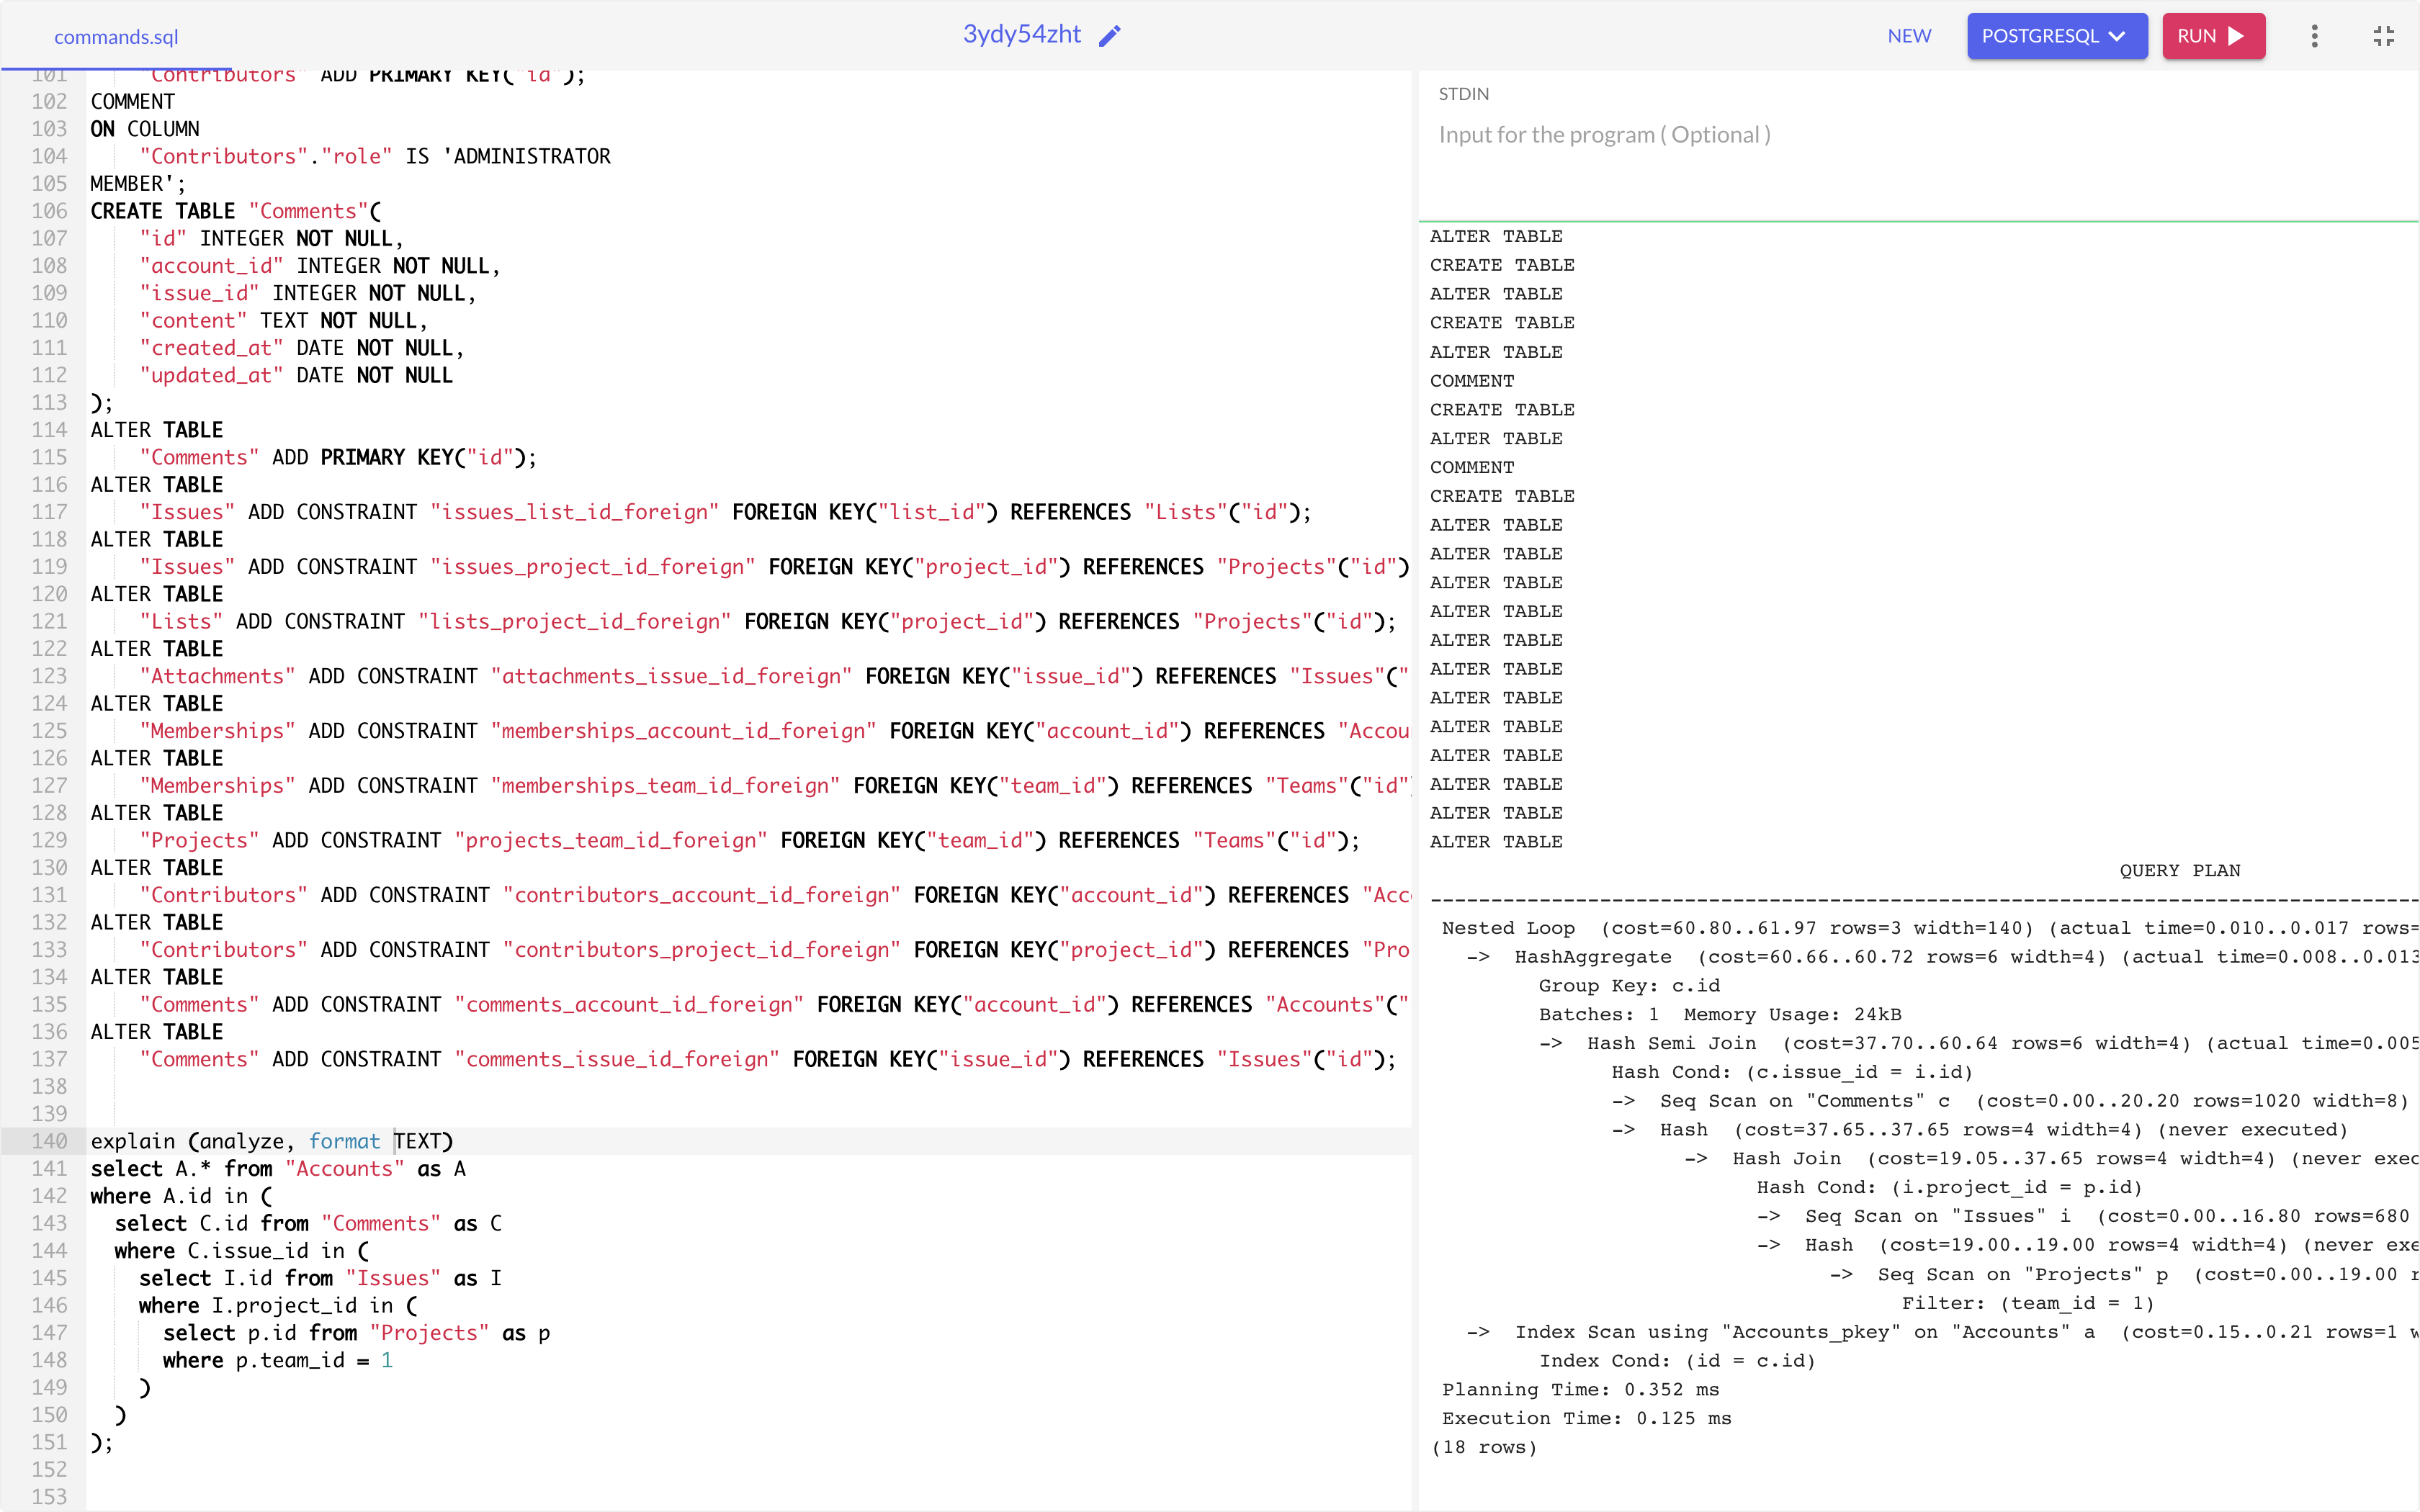 commands.sql
3ydy54zht
NEW
POSTGRESQL
RUN
101 "Contributors" ADD PRIMARY KEY("id");
102 COMMENT
103 ON COLUMN
104 "Contributors"."role" IS 'ADMINISTRATOR
105 MEMBER';
106 CREATE TABLE "Comments"(
107 "id" INTEGER NOT NULL,
108 "account_id" INTEGER NOT NULL,
109 "issue_id" INTEGER NOT NULL,
110 "content" TEXT NOT NULL,
111 "created_at" DATE NOT NULL,
112 "updated_at" DATE NOT NULL
113 );
114 ALTER TABLE
115 "Comments" ADD PRIMARY KEY("id");
116 ALTER TABLE
117 "Issues" ADD CONSTRAINT "issues_list_id_foreign" FOREIGN KEY("list_id") REFERENCES "Lists"("id");
118 ALTER TABLE
119 "Issues" ADD CONSTRAINT "issues_project_id_foreign" FOREIGN KEY("project_id") REFERENCES "Projects"("id")
120 ALTER TABLE
121 "Lists" ADD CONSTRAINT "lists_project_id_foreign" FOREIGN KEY("project_id") REFERENCES "Projects"("id");
122 ALTER TABLE
123 "Attachments" ADD CONSTRAINT "attachments_issue_id_foreign" FOREIGN KEY("issue_id") REFERENCES "Issues"("
124 ALTER TABLE
125 "Memberships" ADD CONSTRAINT "memberships_account_id_foreign" FOREIGN KEY("account_id") REFERENCES "Accou
126 ALTER TABLE
127 "Memberships" ADD CONSTRAINT "memberships_team_id_foreign" FOREIGN KEY("team_id") REFERENCES "Teams"("id"
128 ALTER TABLE
129 "Projects" ADD CONSTRAINT "projects_team_id_foreign" FOREIGN KEY("team_id") REFERENCES "Teams"("id");
130 ALTER TABLE
131 "Contributors" ADD CONSTRAINT "contributors_account_id_foreign" FOREIGN KEY("account_id") REFERENCES "Acc
132 ALTER TABLE
133 "Contributors" ADD CONSTRAINT "contributors_project_id_foreign" FOREIGN KEY("project_id") REFERENCES "Pro
134 ALTER TABLE
135 "Comments" ADD CONSTRAINT "comments_account_id_foreign" FOREIGN KEY("account_id") REFERENCES "Accounts"("
136 ALTER TABLE
137 "Comments" ADD CONSTRAINT "comments_issue_id_foreign" FOREIGN KEY("issue_id") REFERENCES "Issues"("id");
138
139
140 explain (analyze, format TEXT)
141 select A.* from "Accounts" as A
142 where A.id in (
143 select C.id from "Comments" as C
144 where C.issue_id in (
145 select I.id from "Issues" as I
146 where I.project_id in (
147 select p.id from "Projects" as p
148 where p.team_id = 1
149 )
150 )
151 );
152
153
STDIN
Input for the program ( Optional )
ALTER TABLE
CREATE TABLE
ALTER TABLE
CREATE TABLE
ALTER TABLE
COMMENT
CREATE TABLE
ALTER TABLE
COMMENT
CREATE TABLE
ALTER TABLE
ALTER TABLE
ALTER TABLE
ALTER TABLE
ALTER TABLE
ALTER TABLE
ALTER TABLE
ALTER TABLE
ALTER TABLE
ALTER TABLE
ALTER TABLE
ALTER TABLE
QUERY PLAN
Nested Loop (cost=60.80..61.97 rows=3 width=140) (actual time=0.010..0.017 rows=
-> HashAggregate (cost=60.66..60.72 rows=6 width=4) (actual time=0.008..0.013
Group Key: c.id
Batches: 1 Memory Usage: 24kB
-> Hash Semi Join (cost=37.70..60.64 rows=6 width=4) (actual time=0.005
Hash Cond: (c.issue_id = i.id)
-> Seq Scan on "Comments" c (cost=0.00..20.20 rows=1020 width=8)
-> Hash (cost=37.65..37.65 rows=4 width=4) (never executed)
-> Hash Join (cost=19.05..37.65 rows=4 width=4) (never exec
Hash Cond: (i.project_id = p.id)
-> Seq Scan on "Issues" i (cost=0.00..16.80 rows=680
-> Hash (cost=19.00..19.00 rows=4 width=4) (never exe
-> Seq Scan on "Projects" p (cost=0.00..19.00 r
Filter: (team_id = 1)
-> Index Scan using "Accounts_pkey" on "Accounts" a (cost=0.15..0.21 rows=1 w
Index Cond: (id = c.id)
Planning Time: 0.352 ms
Execution Time: 0.125 ms
(18 rows)